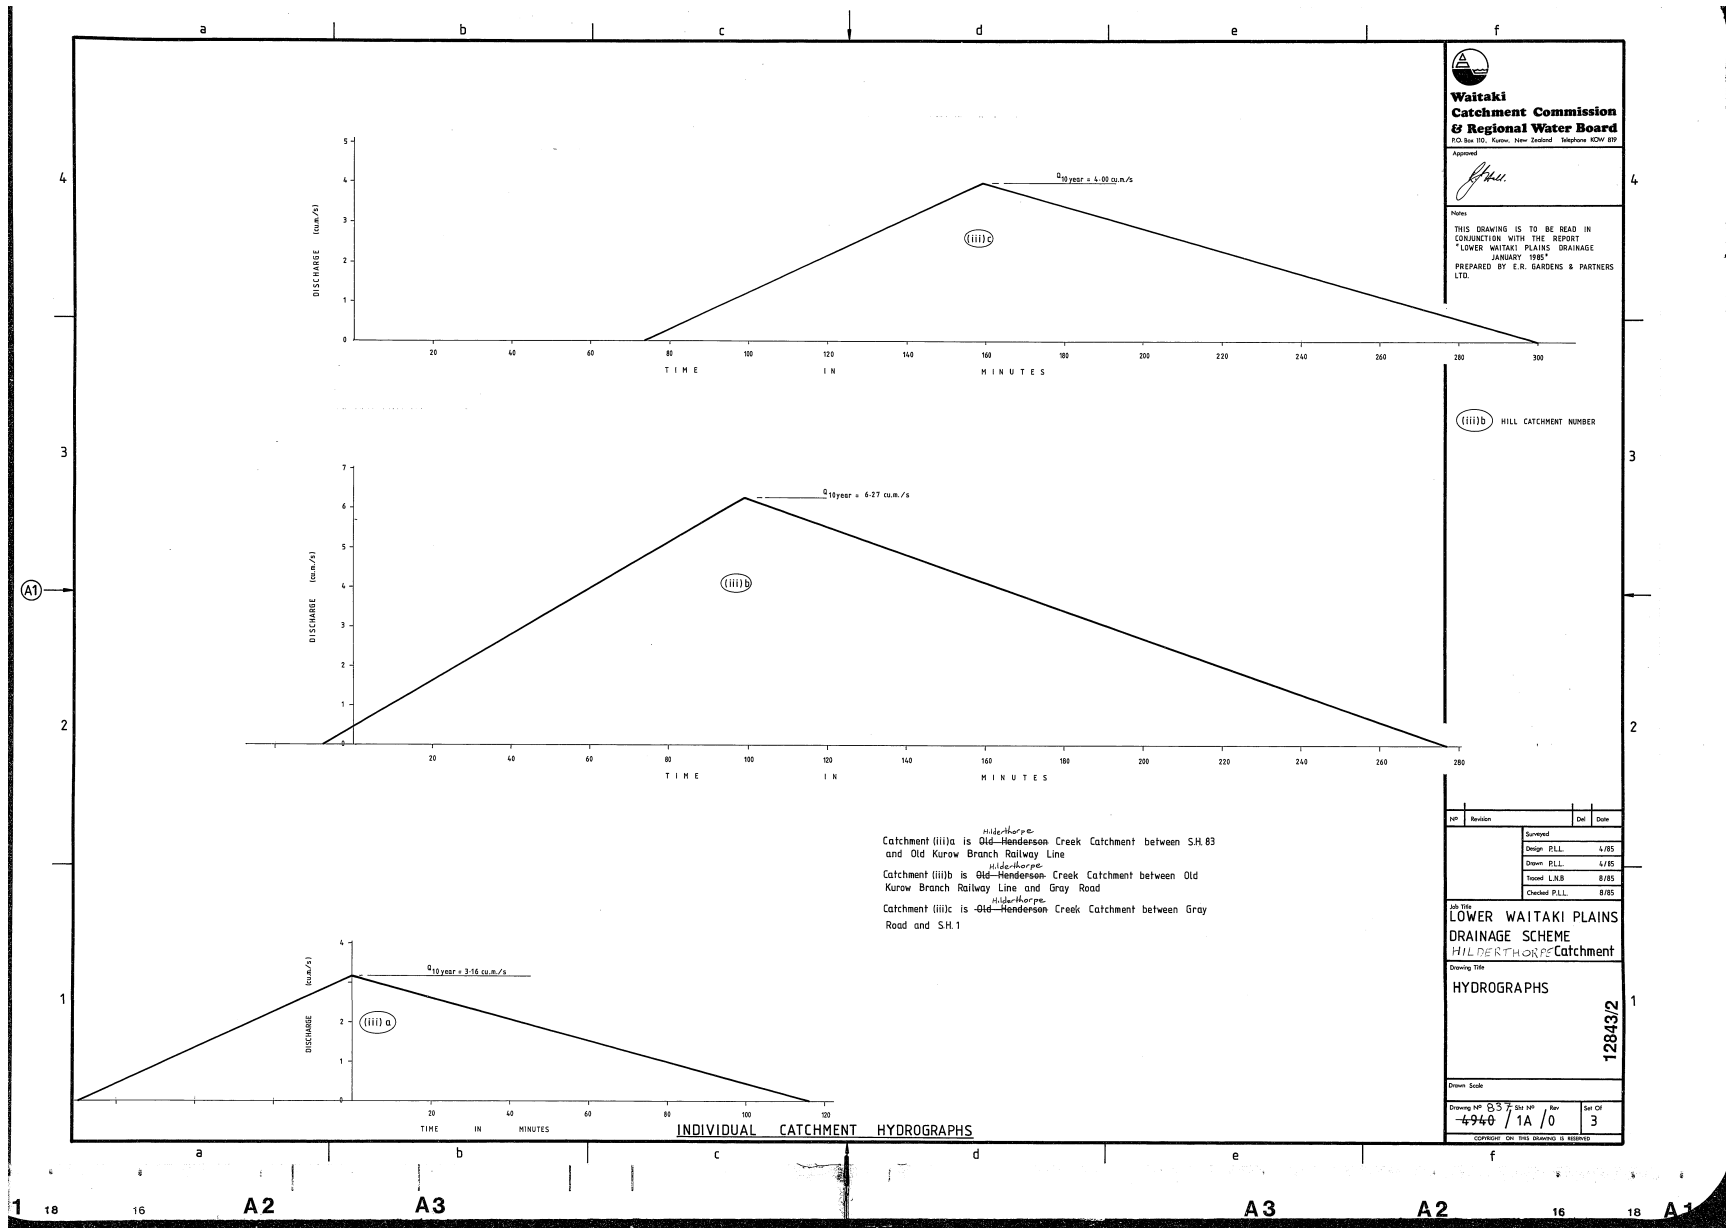 a b c d e f
Waitaki
Catchment Commission
& Regional Water Board
P.O. Box 110, Kurow, New Zealand Telephone KOW 819
Approved
Notes
THIS DRAWING IS TO BE READ IN
CONJUNCTION WITH THE REPORT
"LOWER WAITAKI PLAINS DRAINAGE
JANUARY 1985"
PREPARED BY E.R. GARDENS & PARTNERS
LTD.
4 4
5
4
3
2
1
0
DISCHARGE (cu.m./s)
Q10year = 4·00 cu.m./s
(iii)c
20 40 60 80 100 120 140 160 180 200 220 240 260 280 300
TIME IN MINUTES
(iii)b HILL CATCHMENT NUMBER
3 3
7
6
5
4
3
2
1
0
DISCHARGE (cu.m./s)
Q10year = 6·27 cu.m./s
(iii)b
A1
2 2
20 40 60 80 100 120 140 160 180 200 220 240 260 280
TIME IN MINUTES
Hilderthorpe
Catchment (iii)a is Old Henderson Creek Catchment between S.H. 83
and Old Kurow Branch Railway Line
Hilderthorpe
Catchment (iii)b is Old Henderson Creek Catchment between Old
Kurow Branch Railway Line and Gray Road
Hilderthorpe
Catchment (iii)c is Old Henderson Creek Catchment between Gray
Road and S.H. 1
4
2
1
0
DISCHARGE (cu.m/s)
Q10year = 3·16 cu.m/s
(iii)a
20 40 60 80 100 120
TIME IN MINUTES
INDIVIDUAL CATCHMENT HYDROGRAPHS
1 1
Nº Revision Del Date
Surveyed
Design P.L.L. 4/85
Drawn P.L.L. 4/85
Traced L.N.B 8/85
Checked P.L.L. 8/85
Job Title
LOWER WAITAKI PLAINS
DRAINAGE SCHEME
HILDERTHORPE Catchment
Drawing Title
HYDROGRAPHS
12843/2
Drawn Scale
Drawing Nº 837 Sht Nº Rev Set Of
4940 / 1A / 0 3
COPYRIGHT ON THIS DRAWING IS RESERVED
a b c d e f
1 18 16 A2 A3 A3 A2 16 18 A1